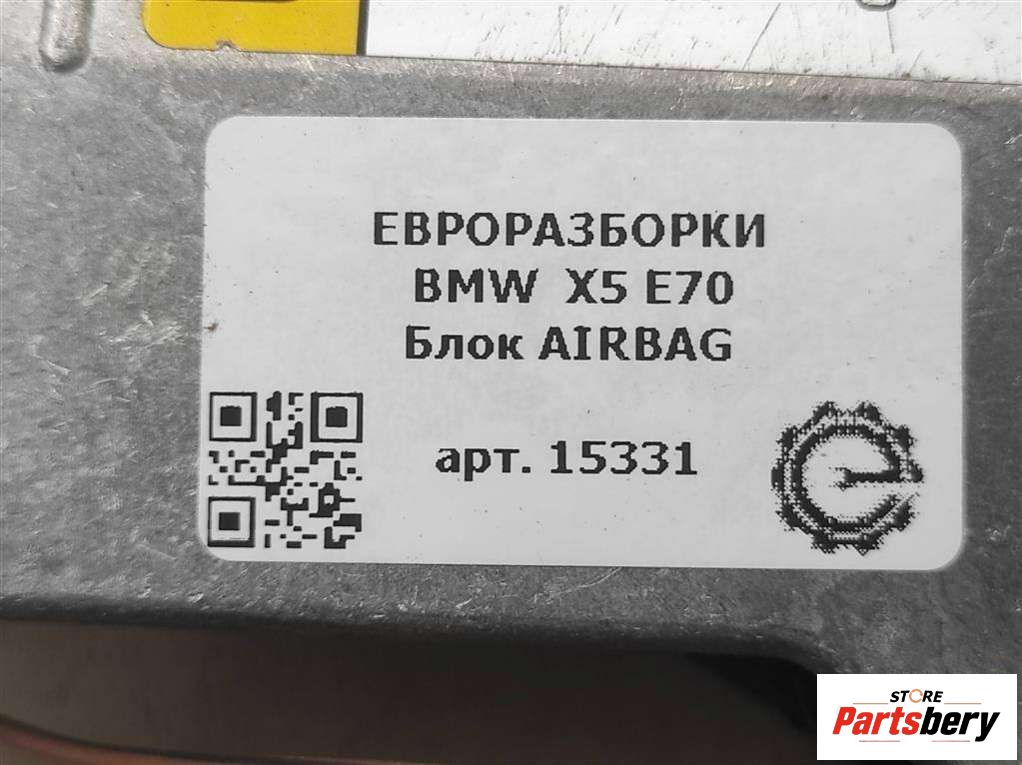 ЕВРОРАЗБОРКИ
BMW X5 E70
Блок AIRBAG
арт. 15331
STORE
Partsbery